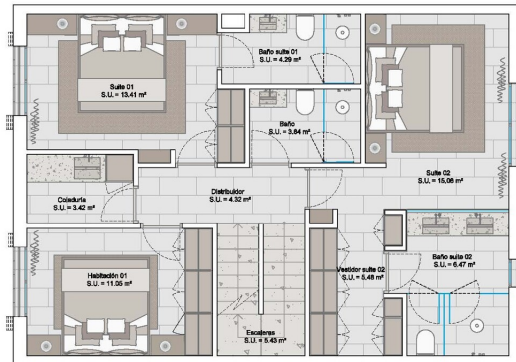 Baño suite 01
S.U. = 4.29 m²
Suite 01
S.U. = 13.41 m²
Baño
S.U. = 3.84 m²
Suite 02
S.U. = 15,08 m²
Distribuidor
S.U. = 4.32 m²
Coladuría
S.U. = 3.42 m²
Baño suite 02
S.U. = 6.47 m²
Habitación 01
S.U. = 11.05 m²
Vestidor suite 02
S.U. = 5.48 m²
Escaleras
S.U. = 5.43 m²